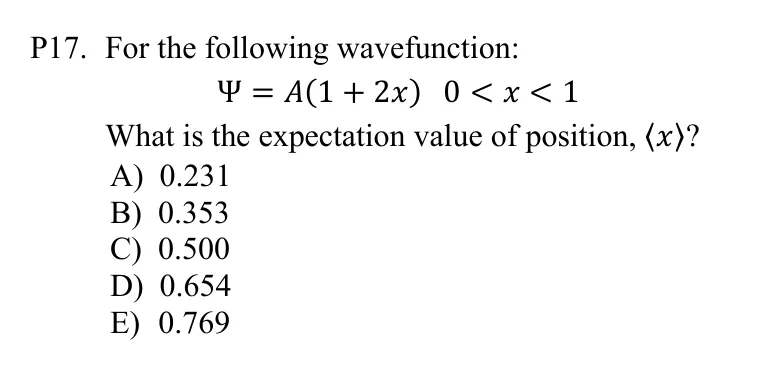 P17. For the following wavefunction:
Ψ = A(1 + 2x)  0 < x < 1
What is the expectation value of position, ⟨x⟩?
A) 0.231
B) 0.353
C) 0.500
D) 0.654
E) 0.769